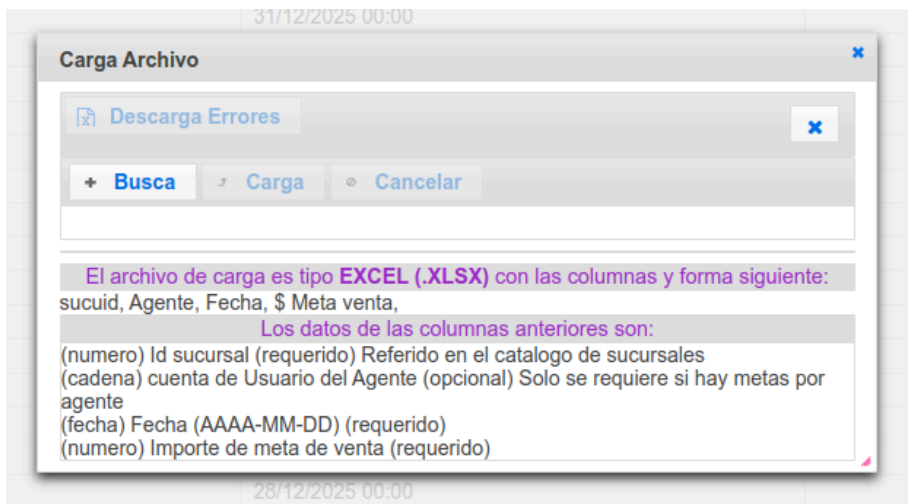 31/12/2025 00:00
Carga Archivo
Descarga Errores
Busca
Carga
Cancelar
El archivo de carga es tipo EXCEL (.XLSX) con las columnas y forma siguiente:
sucuid, Agente, Fecha, $ Meta venta,
Los datos de las columnas anteriores son:
(numero) Id sucursal (requerido) Referido en el catalogo de sucursales
(cadena) cuenta de Usuario del Agente (opcional) Solo se requiere si hay metas por
agente
(fecha) Fecha (AAAA-MM-DD) (requerido)
(numero) Importe de meta de venta (requerido)
28/12/2025 00:00